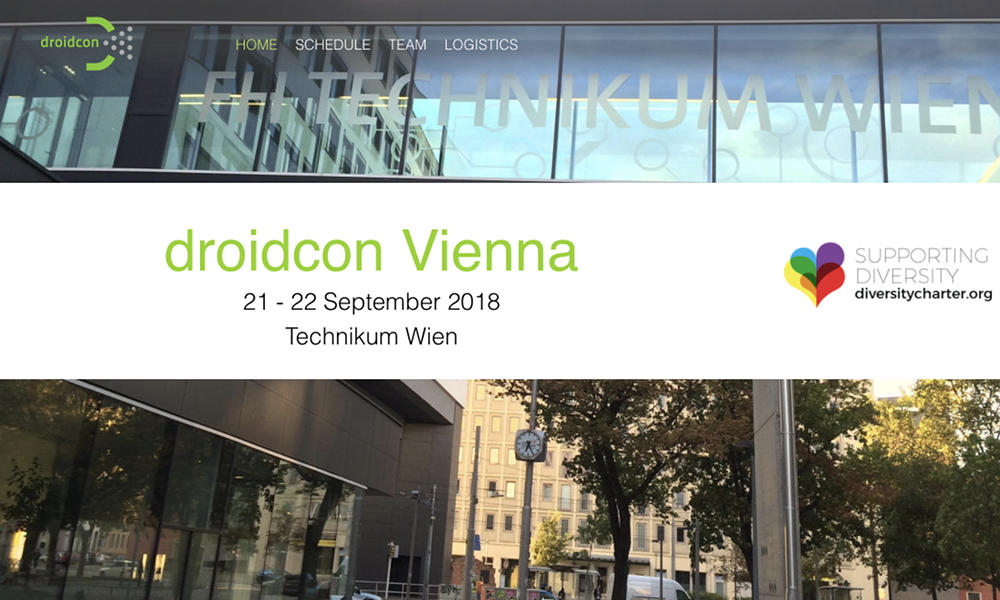 droidcon
HOME SCHEDULE TEAM LOGISTICS
FH TECHNIKUM WIEN
droidcon Vienna
21 - 22 September 2018
Technikum Wien
SUPPORTING
DIVERSITY
diversitycharter.org